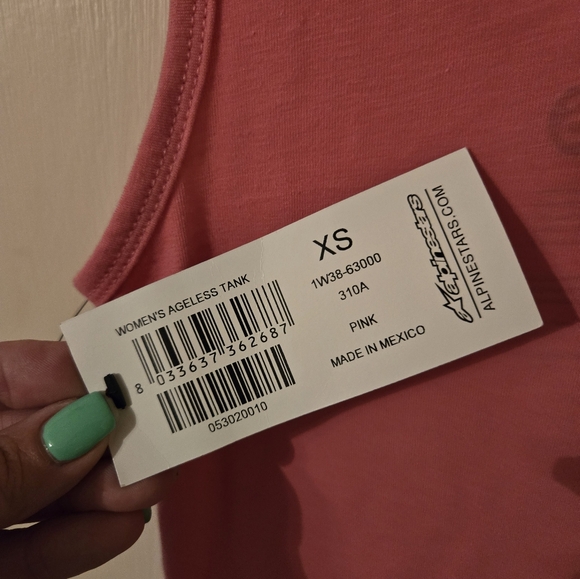 WOMEN'S AGELESS TANK
8 033637 362687
053020010
XS
1W38-63000
310A
PINK
MADE IN MEXICO
alpinestars
ALPINESTARS.COM